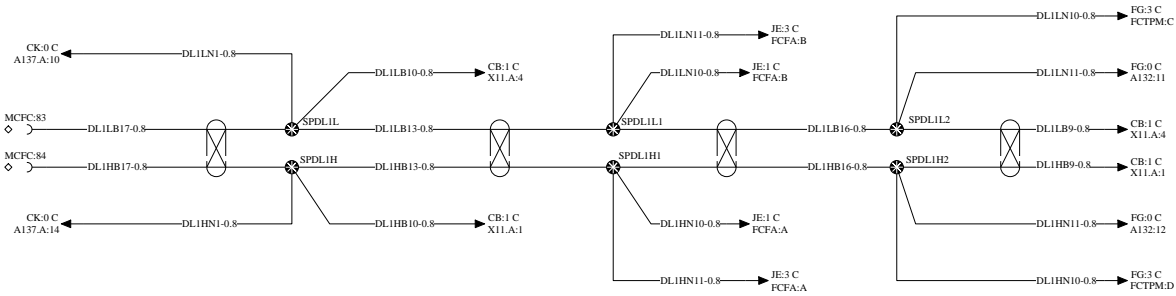 FG:3 C
DL1LN10-0.8
FCTPM:C
JE:3 C
DL1LN11-0.8
FCFA:B
CK:0 C
DL1LN1-0.8
A137.A:10
CB:1 C
DL1LB10-0.8
X11.A:4
JE:1 C
DL1LN10-0.8
FCFA:B
FG:0 C
DL1LN11-0.8
A132:11
MCFC:83
SPDL1L
SPDL1L1
SPDL1L2
CB:1 C
DL1LB17-0.8
DL1LB13-0.8
DL1LB16-0.8
DL1LB9-0.8
X11.A:4
MCFC:84
SPDL1H
SPDL1H1
SPDL1H2
CB:1 C
DL1HB17-0.8
DL1HB13-0.8
DL1HB16-0.8
DL1HB9-0.8
X11.A:1
CK:0 C
DL1HN1-0.8
A137.A:14
CB:1 C
DL1HB10-0.8
X11.A:1
JE:1 C
DL1HN10-0.8
FCFA:A
FG:0 C
DL1HN11-0.8
A132:12
JE:3 C
DL1HN11-0.8
FCFA:A
FG:3 C
DL1HN10-0.8
FCTPM:D